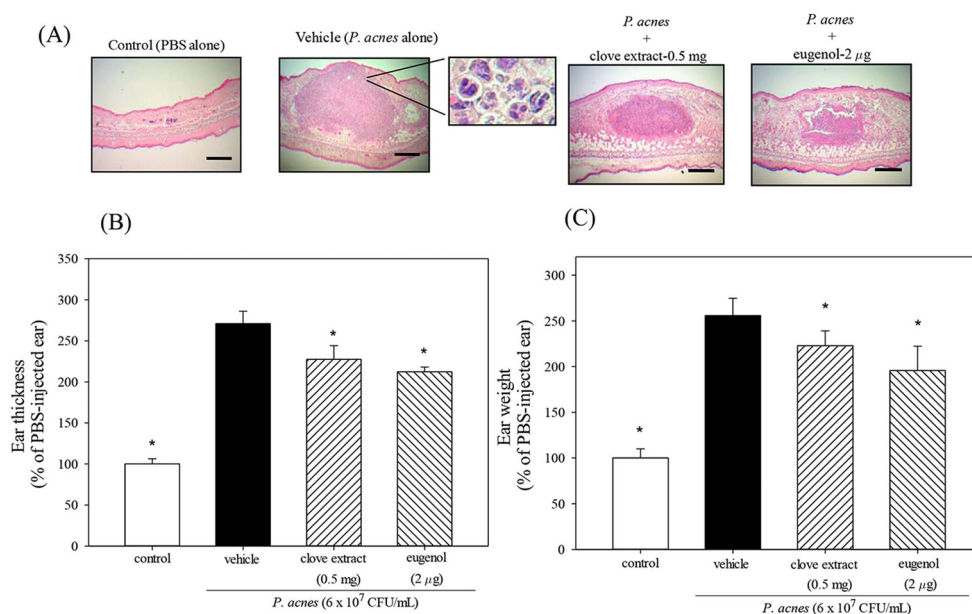 (A)
Control (PBS alone)
Vehicle (P. acnes alone)
P. acnes
+
clove extract-0.5 mg
P. acnes
+
eugenol-2 µg
(B)
Ear thickness
(% of PBS-injected ear)
350
300
250
200
150
100
50
0
*
*
*
control
vehicle
clove extract
(0.5 mg)
eugenol
(2 µg)
P. acnes (6 x 10⁷ CFU/mL)
(C)
Ear weight
(% of PBS-injected ear)
300
250
200
150
100
50
0
*
*
*
control
vehicle
clove extract
(0.5 mg)
eugenol
(2 µg)
P. acnes (6 x 10⁷ CFU/mL)